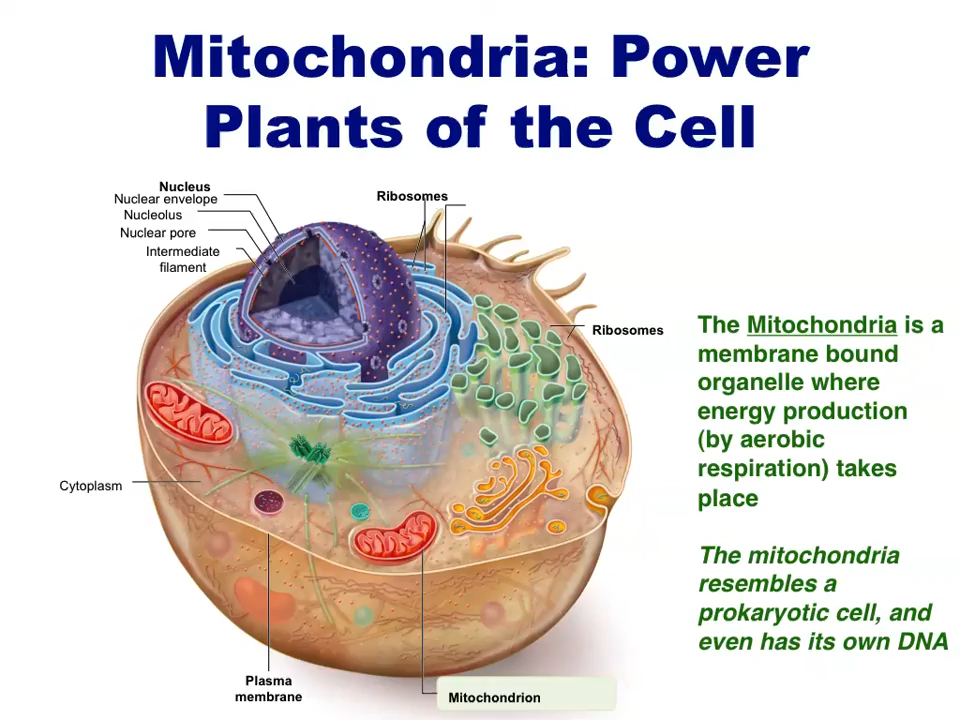 Mitochondria: Power
Plants of the Cell
Nucleus
Nuclear envelope
Nucleolus
Nuclear pore
Intermediate
filament
Ribosomes
Ribosomes
Cytoplasm
Plasma
membrane
Mitochondrion
The Mitochondria is a
membrane bound
organelle where
energy production
(by aerobic
respiration) takes
place
The mitochondria
resembles a
prokaryotic cell, and
even has its own DNA